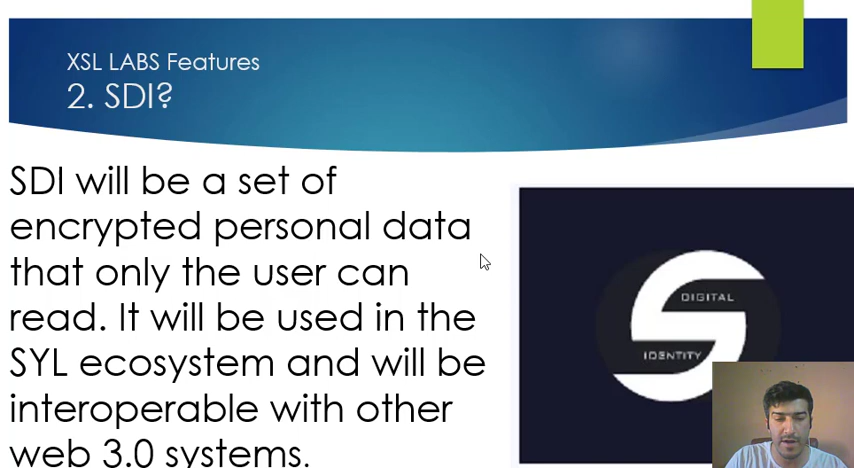 XSL LABS Features
2. SDI?
SDI will be a set of
encrypted personal data
that only the user can
read. It will be used in the
SYL ecosystem and will be
interoperable with other
web 3.0 systems.
DIGITAL
IDENTITY